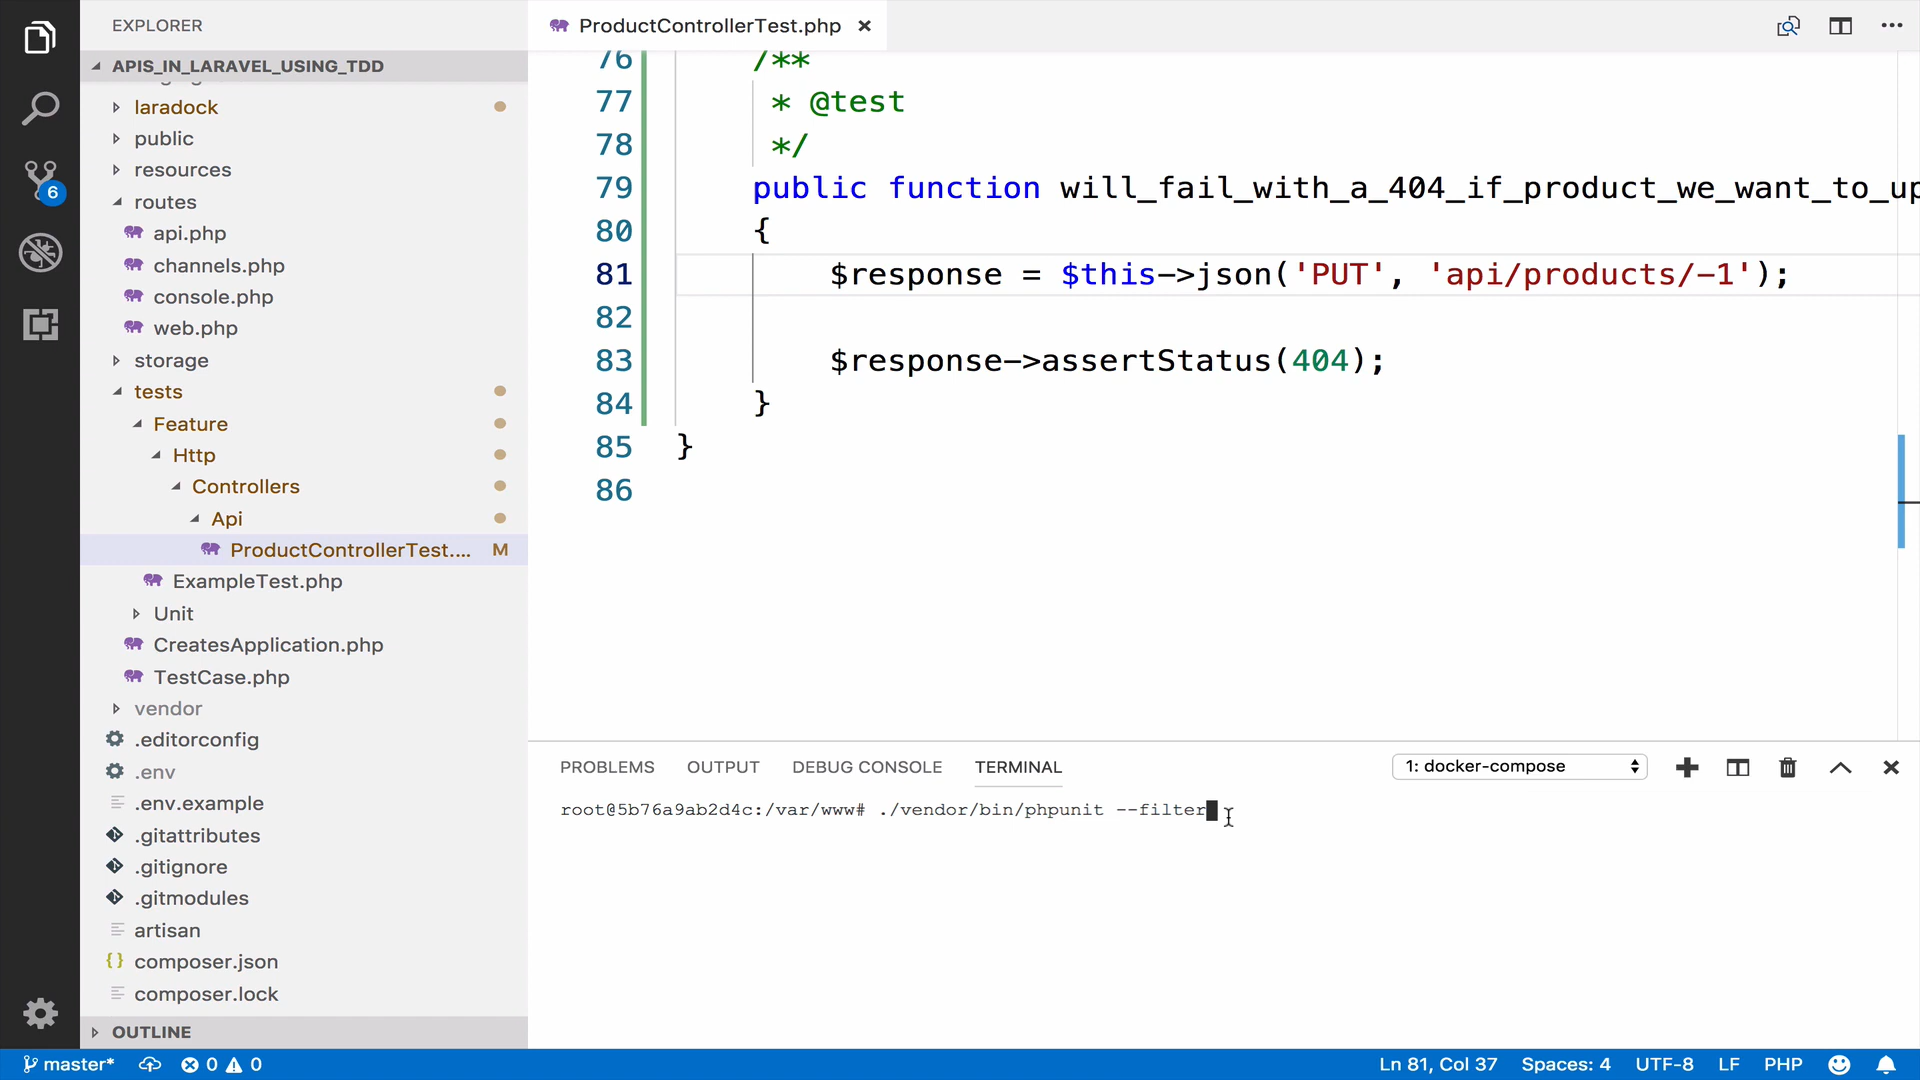 EXPLORER
APIS_IN_LARAVEL_USING_TDD
laradock
public
resources
routes
api.php
channels.php
console.php
web.php
storage
tests
Feature
Http
Controllers
Api
ProductControllerTest.... M
ExampleTest.php
Unit
CreatesApplication.php
TestCase.php
vendor
.editorconfig
.env
.env.example
.gitattributes
.gitignore
.gitmodules
artisan
{} composer.json
composer.lock
OUTLINE
6
ProductControllerTest.php
76 /**
77 * @test
78 */
79 public function will_fail_with_a_404_if_product_we_want_to_up
80 {
81 $response = $this->json('PUT', 'api/products/-1');
82
83 $response->assertStatus(404);
84 }
85 }
86
PROBLEMS OUTPUT DEBUG CONSOLE TERMINAL 1: docker-compose
root@5b76a9ab2d4c:/var/www# ./vendor/bin/phpunit --filter
master* 0 0 Ln 81, Col 37 Spaces: 4 UTF-8 LF PHP